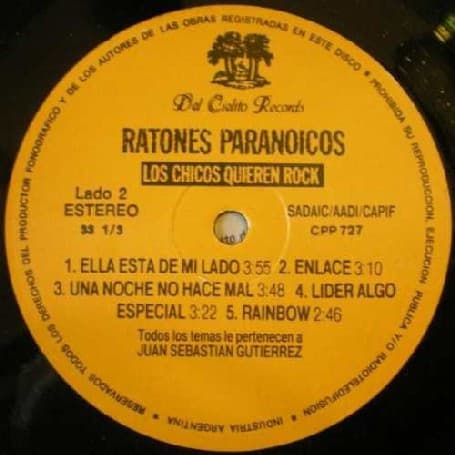 Del Cielito Records
RATONES PARANOICOS
LOS CHICOS QUIEREN ROCK
Lado 2
ESTEREO
33 1/3
SADAIC/AADI/CAPIF
CPP 727
1. ELLA ESTA DE MI LADO 3:55 2. ENLACE 3:10
3. UNA NOCHE NO HACE MAL 3:48 4. LIDER ALGO
ESPECIAL 3:22 5. RAINBOW 2:46
Todos los temas le pertenecen a
JUAN SEBASTIAN GUTIERREZ
RESERVADOS TODOS LOS DERECHOS DEL PRODUCTOR FONOGRAFICO Y DE LOS AUTORES DE LAS OBRAS REGISTRADAS EN ESTE DISCO • PROHIBIDA SU REPRODUCCION, EJECUCION PUBLICA Y/O RADIOTELEDIFUSION • INDUSTRIA ARGENTINA •